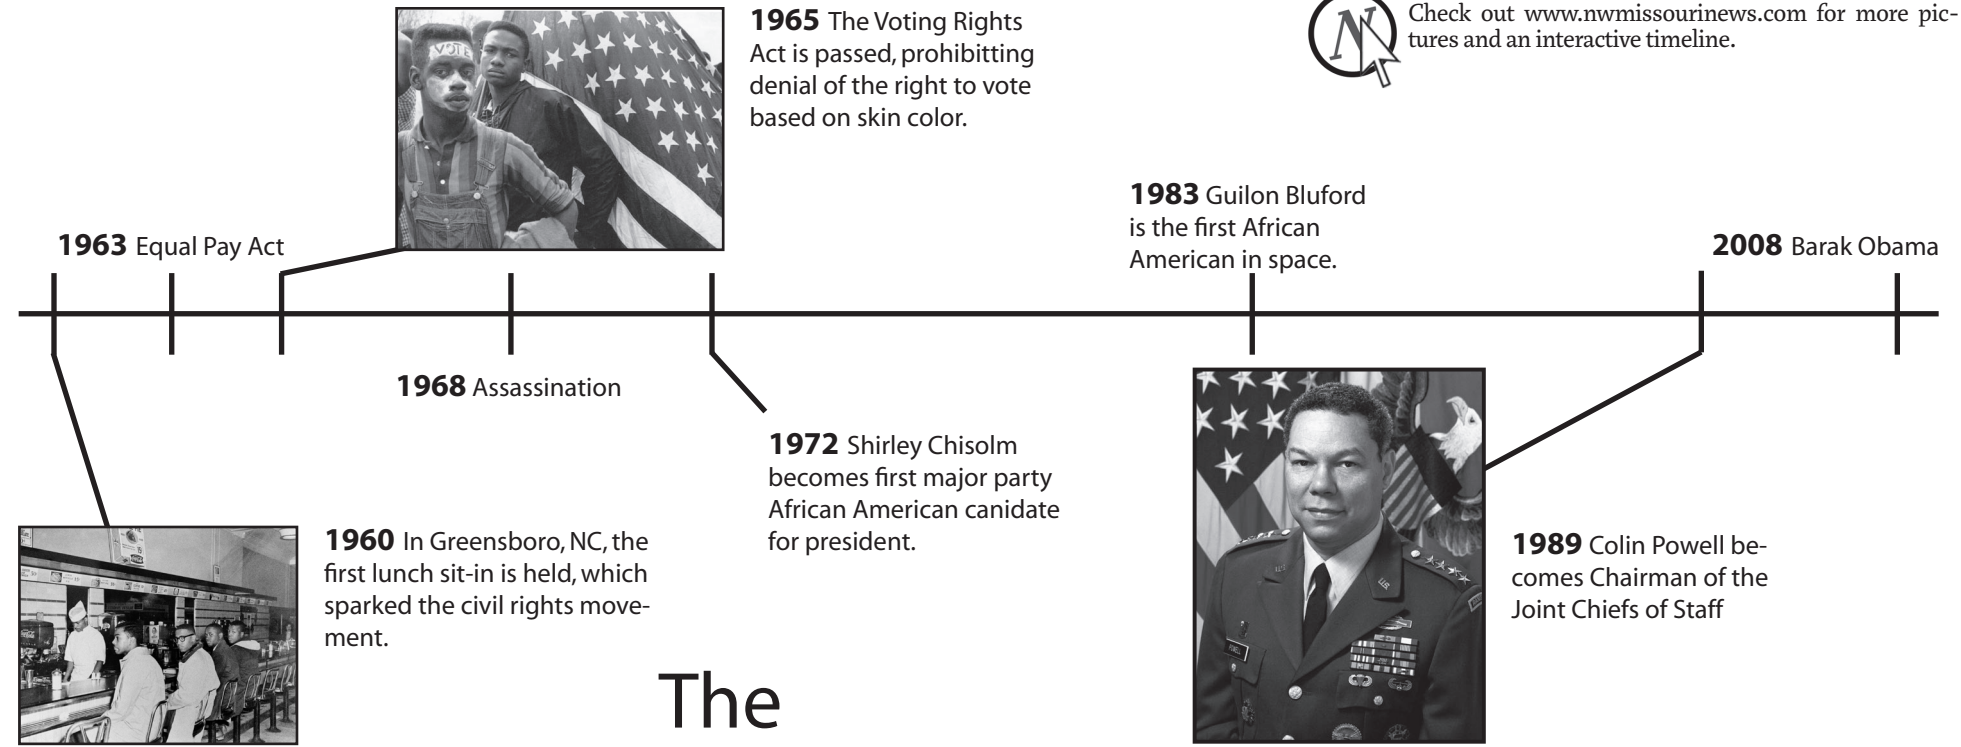 1965 The Voting Rights
Act is passed, prohibitting
denial of the right to vote
based on skin color.
N
Check out www.nwmissourinews.com for more pic-
tures and an interactive timeline.
VOTE
1963 Equal Pay Act
1983 Guilon Bluford
is the first African
American in space.
2008 Barak Obama
1968 Assassination
1972 Shirley Chisolm
becomes first major party
African American canidate
for president.
1960 In Greensboro, NC, the
first lunch sit-in is held, which
sparked the civil rights move-
ment.
1989 Colin Powell be-
comes Chairman of the
Joint Chiefs of Staff
U.S.
POWELL
The